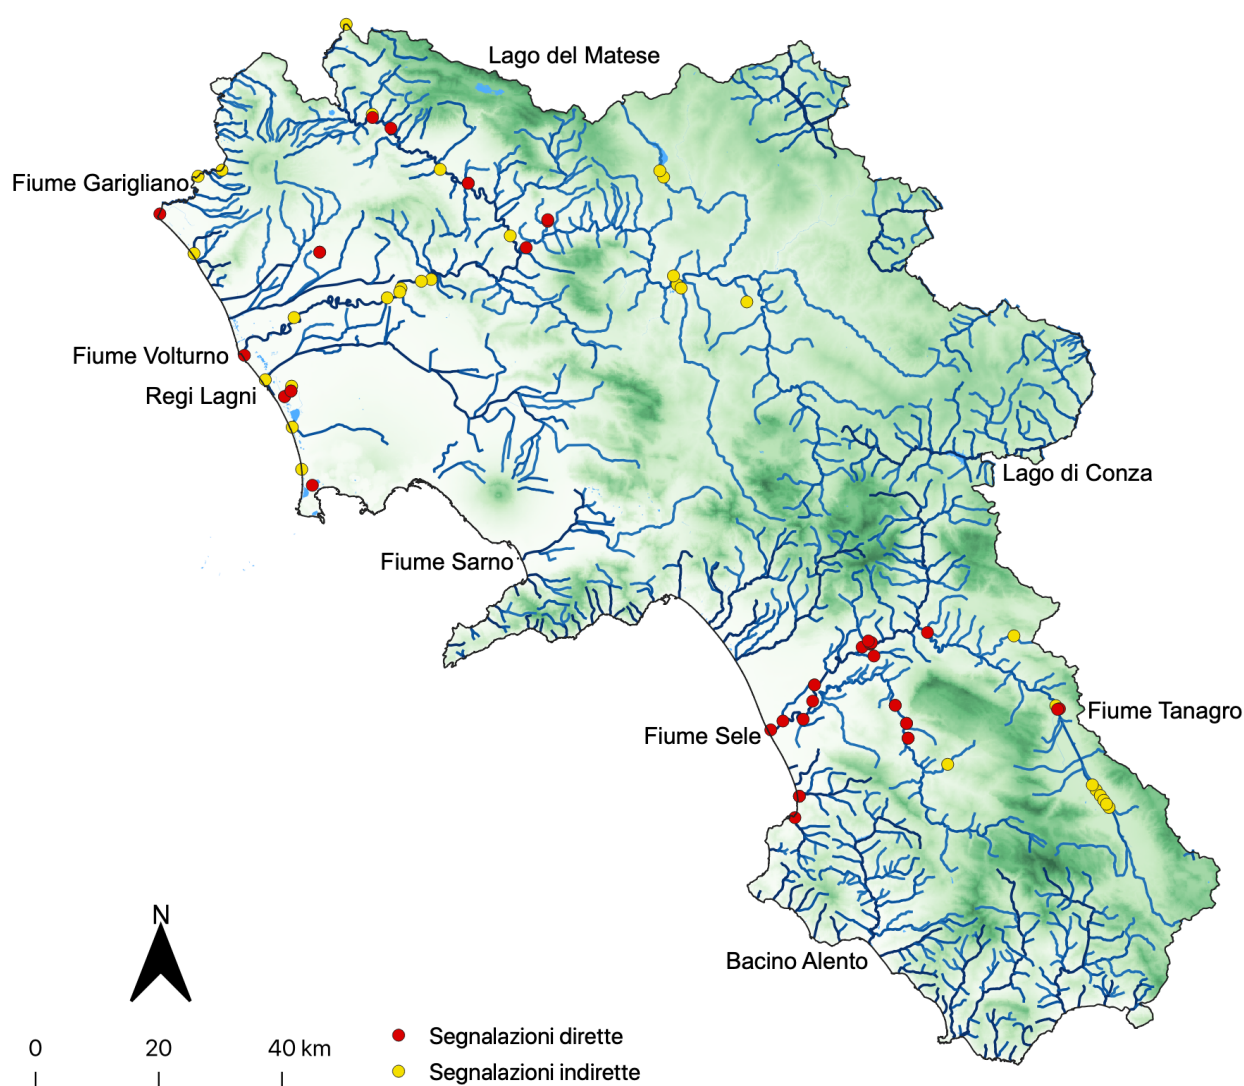 Lago del Matese
Fiume Garigliano
Fiume Volturno
Regi Lagni
Lago di Conza
Fiume Sarno
Fiume Tanagro
Fiume Sele
N
Bacino Alento
Segnalazioni dirette
0 20 40 km
Segnalazioni indirette